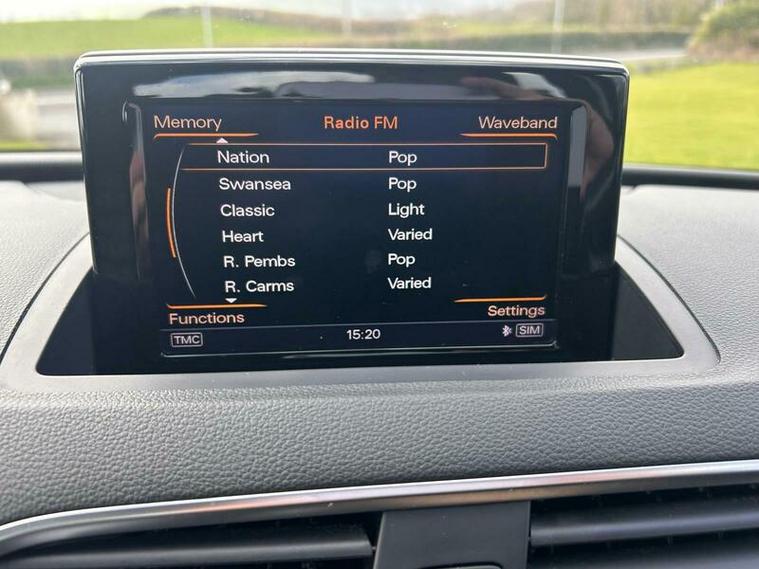 Memory Radio FM Waveband
Nation Pop
Swansea Pop
Classic Light
Heart Varied
R. Pembs Pop
R. Carms Varied
Functions Settings
TMC 15:20 SIM